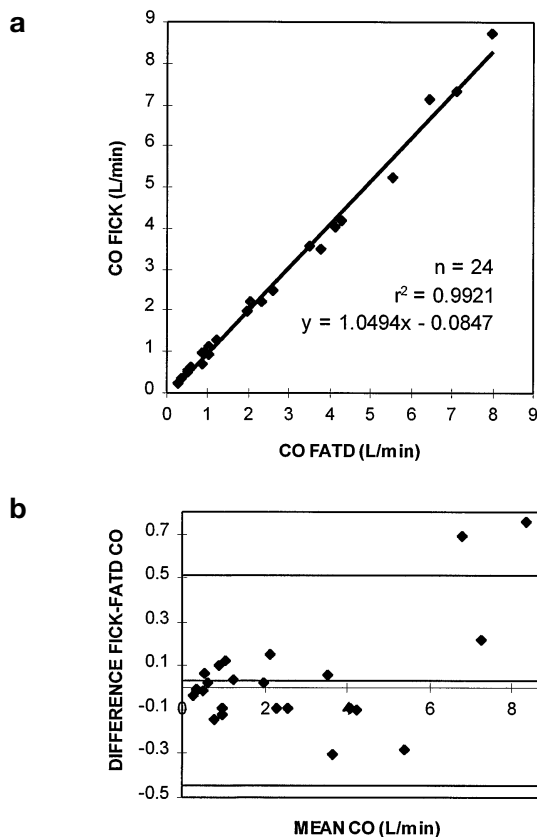 a
9
8
7
6
5
4
3
2
1
0
CO FICK (L/min)
n = 24
r² = 0.9921
y = 1.0494x - 0.0847
0 1 2 3 4 5 6 7 8 9
CO FATD (L/min)
b
0.7
0.5
0.3
0.1
-0.1
-0.3
-0.5
DIFFERENCE FICK-FATD CO
0 2 4 6 8
MEAN CO (L/min)